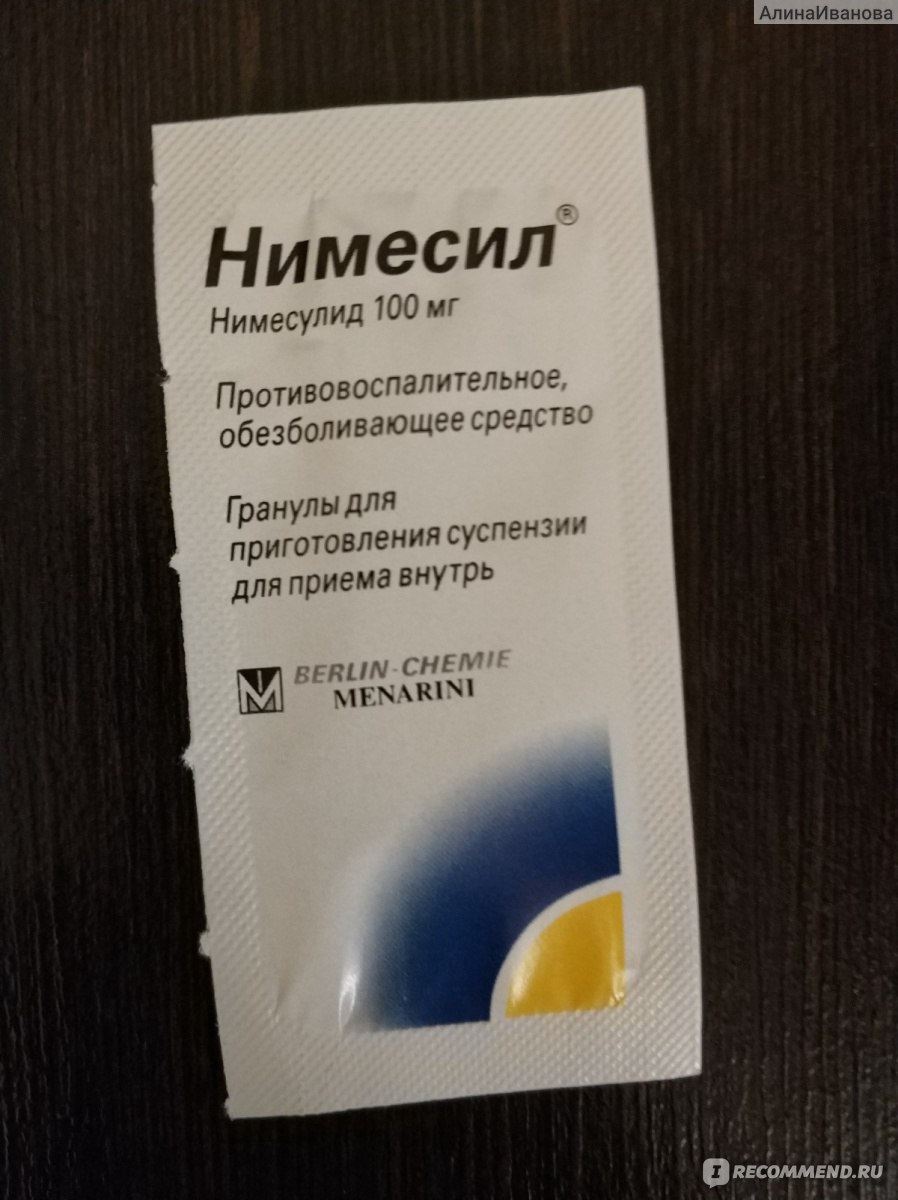 АлинаИванова
Нимесил®
Нимесулид 100 мг
Противовоспалительное,
обезболивающее средство
Гранулы для
приготовления суспензии
для приема внутрь
BERLIN-CHEMIE
MENARINI
IRECOMMEND.RU